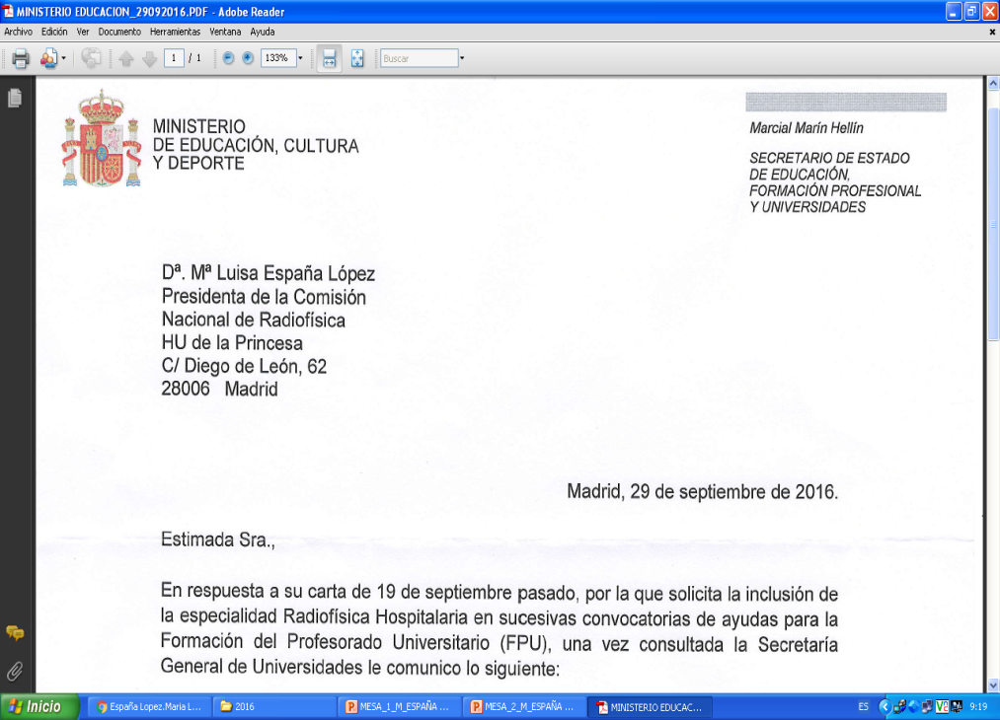 MINISTERIO EDUCACION_29092016.PDF - Adobe Reader
Archivo Edición Ver Documento Herramientas Ventana Ayuda
1 / 1 133% Buscar
MINISTERIO
DE EDUCACIÓN, CULTURA
Y DEPORTE
Marcial Marín Hellín
SECRETARIO DE ESTADO
DE EDUCACIÓN,
FORMACIÓN PROFESIONAL
Y UNIVERSIDADES
Dª. Mª Luisa España López
Presidenta de la Comisión
Nacional de Radiofísica
HU de la Princesa
C/ Diego de León, 62
28006 Madrid
Madrid, 29 de septiembre de 2016.
Estimada Sra.,
En respuesta a su carta de 19 de septiembre pasado, por la que solicita la inclusión de
la especialidad Radiofísica Hospitalaria en sucesivas convocatorias de ayudas para la
Formación del Profesorado Universitario (FPU), una vez consultada la Secretaría
General de Universidades le comunico lo siguiente:
Inicio España Lopez.Maria L... 2016 MESA_1_M_ESPAÑA ... MESA_2_M_ESPAÑA ... MINISTERIO EDUCAC... ES 9:19